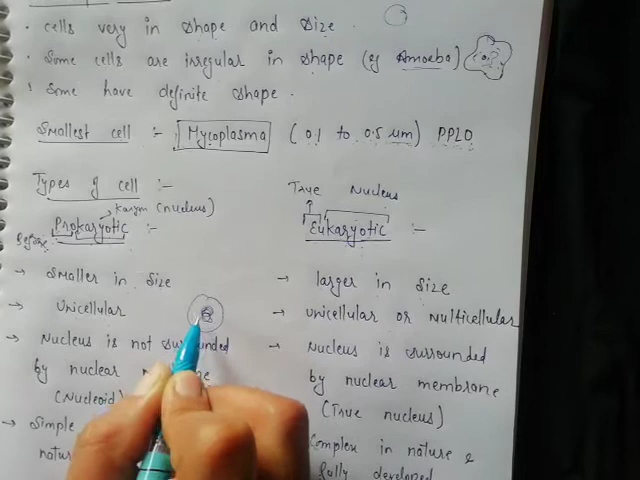 • Cells very in shape and size.
• Some cells are irregular in shape (eg Amoeba)
• Some have definite shape.
Smallest cell :- Mycoplasma (0.1 to 0.5 µm) PPLO
Types of cell :-
Karyon (nucleus)
Prokaryotic :-
Before
→ Smaller in size
→ Unicellular
→ Nucleus is not surrounded
by nuclear
(Nucleoid)
→ Simple
True Nucleus
Eukaryotic :-
→ larger in size
→ Unicellular or Multicellular
→ Nucleus is surrounded
by nuclear membrane
(True nucleus)
Complex in nature &
fully developed